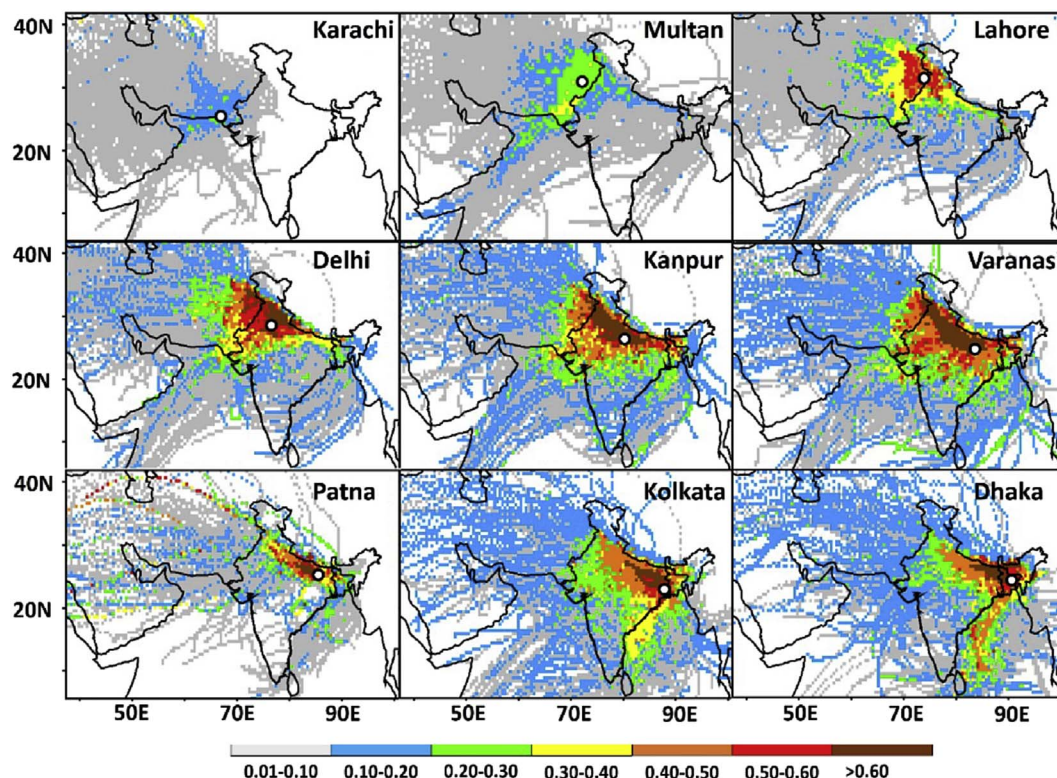 40N
Karachi
Multan
Lahore
20N
40N
Delhi
Kanpur
Varanas
20N
40N
Patna
Kolkata
Dhaka
20N
50E 70E 90E 50E 70E 90E 50E 70E 90E
0.01-0.10 0.10-0.20 0.20-0.30 0.30-0.40 0.40-0.50 0.50-0.60 >0.60